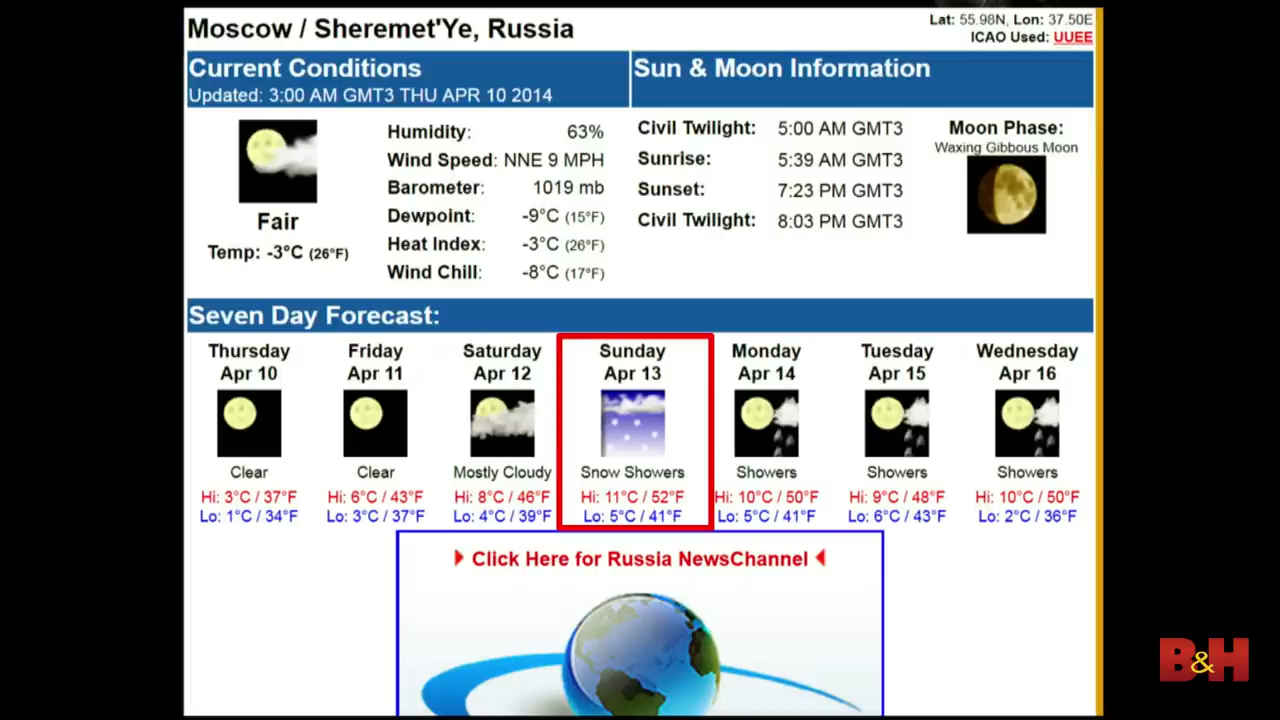 Moscow / Sheremet'Ye, Russia
Lat: 55.98N, Lon: 37.50E
ICAO Used: UUEE
Current Conditions
Updated: 3:00 AM GMT3 THU APR 10 2014
Sun & Moon Information
Fair
Temp: -3°C (26°F)
Humidity: 63%
Wind Speed: NNE 9 MPH
Barometer: 1019 mb
Dewpoint: -9°C (15°F)
Heat Index: -3°C (26°F)
Wind Chill: -8°C (17°F)
Civil Twilight: 5:00 AM GMT3
Sunrise: 5:39 AM GMT3
Sunset: 7:23 PM GMT3
Civil Twilight: 8:03 PM GMT3
Moon Phase:
Waxing Gibbous Moon
Seven Day Forecast:
Thursday Friday Saturday Sunday Monday Tuesday Wednesday
Apr 10 Apr 11 Apr 12 Apr 13 Apr 14 Apr 15 Apr 16
Clear Clear Mostly Cloudy Snow Showers Showers Showers Showers
Hi: 3°C / 37°F Hi: 6°C / 43°F Hi: 8°C / 46°F Hi: 11°C / 52°F Hi: 10°C / 50°F Hi: 9°C / 48°F Hi: 10°C / 50°F
Lo: 1°C / 34°F Lo: 3°C / 37°F Lo: 4°C / 39°F Lo: 5°C / 41°F Lo: 5°C / 41°F Lo: 6°C / 43°F Lo: 2°C / 36°F
Click Here for Russia NewsChannel
B&H